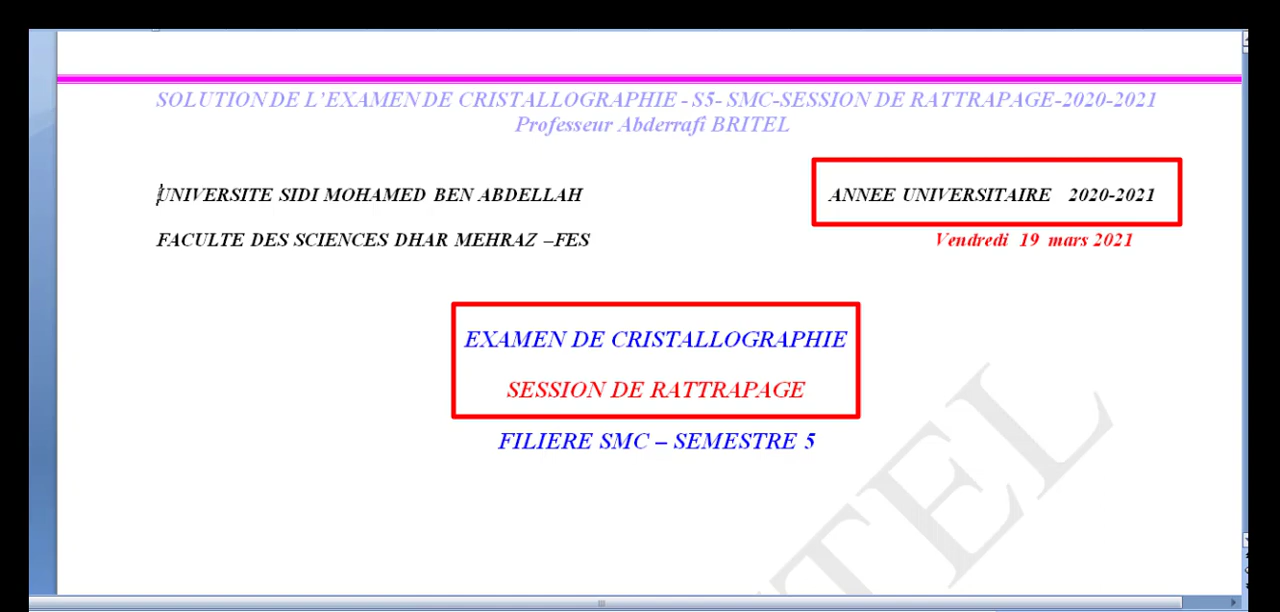 SOLUTION DE L'EXAMEN DE CRISTALLOGRAPHIE - S5- SMC-SESSION DE RATTRAPAGE-2020-2021
Professeur Abderrafi BRITEL
UNIVERSITE SIDI MOHAMED BEN ABDELLAH
ANNEE UNIVERSITAIRE 2020-2021
FACULTE DES SCIENCES DHAR MEHRAZ –FES
Vendredi 19 mars 2021
EXAMEN DE CRISTALLOGRAPHIE
SESSION DE RATTRAPAGE
FILIERE SMC – SEMESTRE 5
TEL